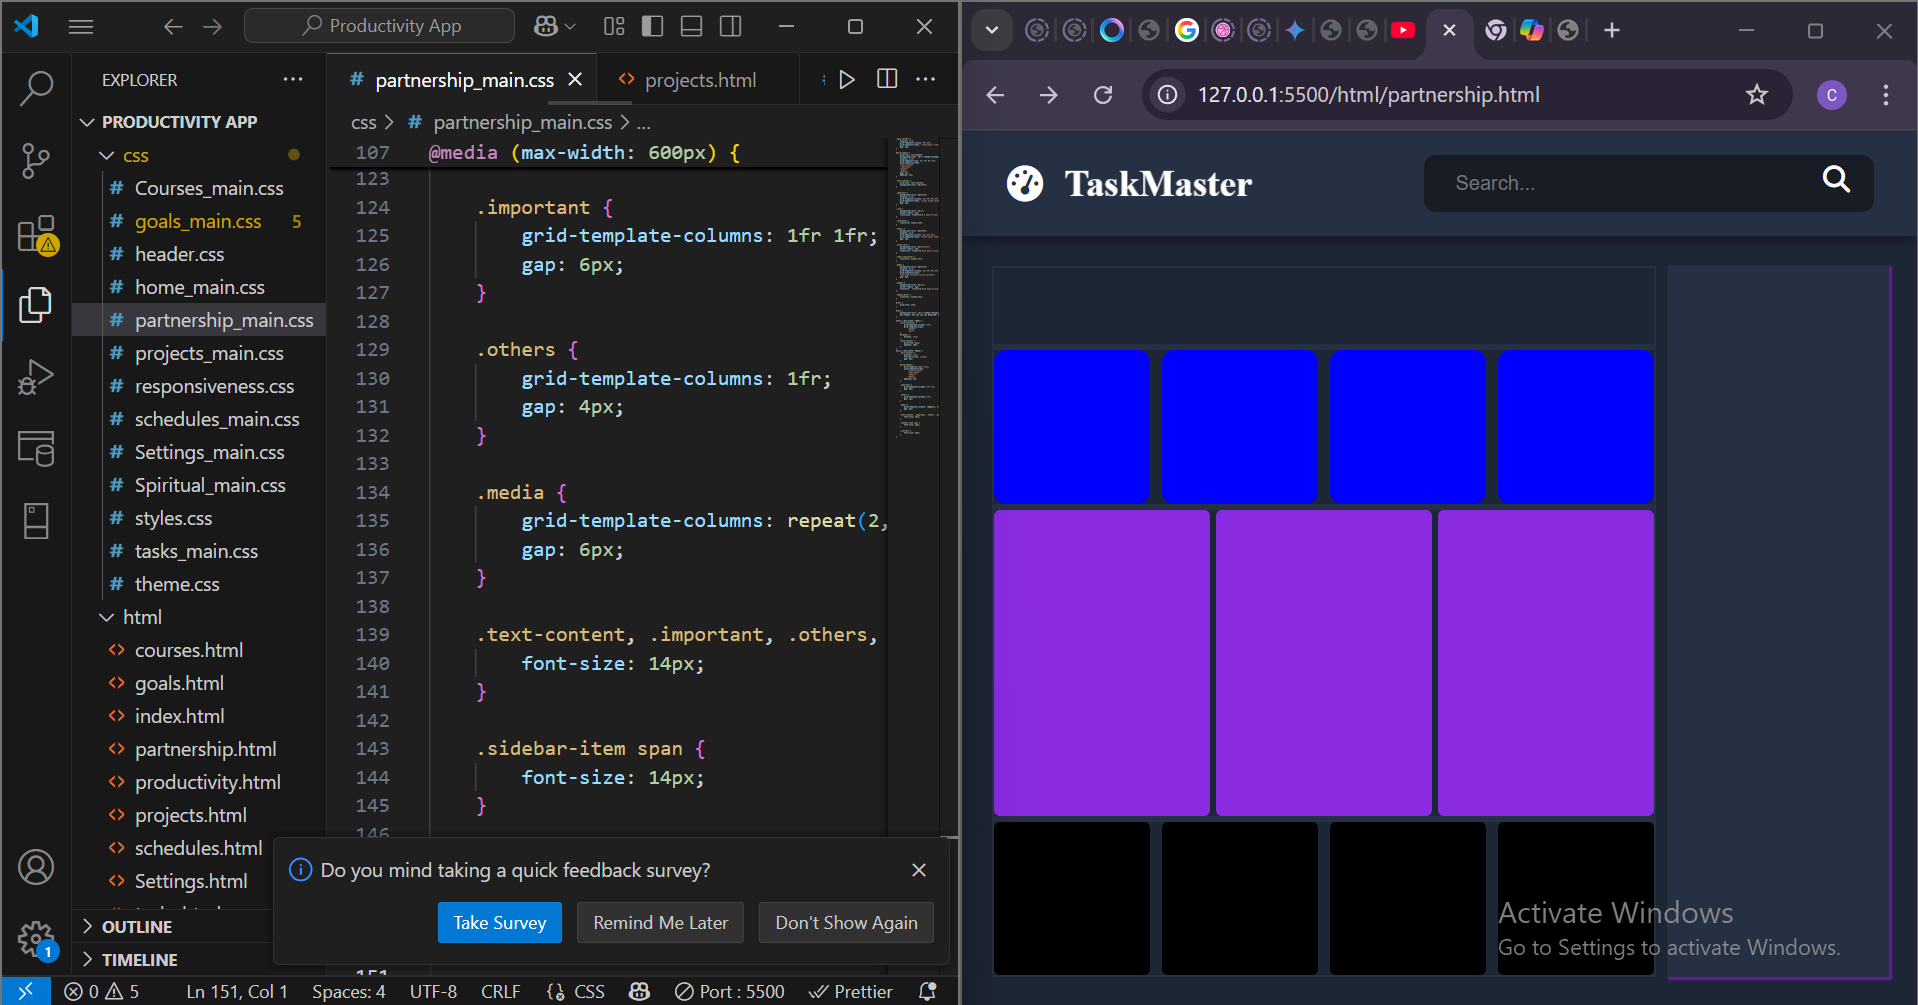 Productivity App
EXPLORER
PRODUCTIVITY APP
css
Courses_main.css
goals_main.css 5
header.css
home_main.css
partnership_main.css
projects_main.css
responsiveness.css
schedules_main.css
Settings_main.css
Spiritual_main.css
styles.css
tasks_main.css
theme.css
html
courses.html
goals.html
index.html
partnership.html
productivity.html
projects.html
schedules.html
Settings.html
OUTLINE
TIMELINE
1
partnership_main.css
projects.html
css > # partnership_main.css > ...
107 @media (max-width: 600px) {
123
124 .important {
125 grid-template-columns: 1fr 1fr;
126 gap: 6px;
127 }
128
129 .others {
130 grid-template-columns: 1fr;
131 gap: 4px;
132 }
133
134 .media {
135 grid-template-columns: repeat(2,
136 gap: 6px;
137 }
138
139 .text-content, .important, .others,
140 font-size: 14px;
141 }
142
143 .sidebar-item span {
144 font-size: 14px;
145 }
146
Do you mind taking a quick feedback survey?
Take Survey
Remind Me Later
Don't Show Again
151
0 5
Ln 151, Col 1
Spaces: 4
UTF-8
CRLF
CSS
Port : 5500
Prettier
127.0.0.1:5500/html/partnership.html
C
TaskMaster
Search...
Activate Windows
Go to Settings to activate Windows.